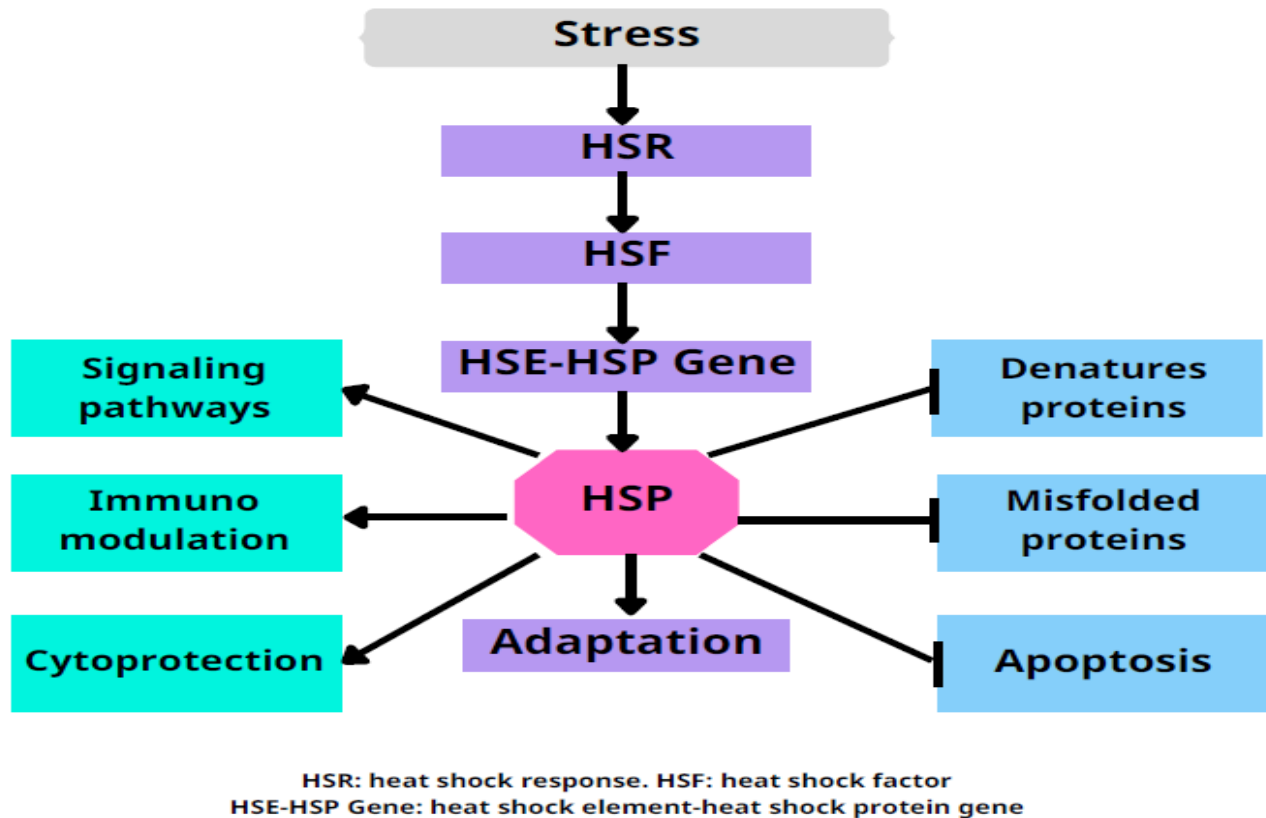 Stress
HSR
HSF
HSE-HSP Gene
Signaling
pathways
Denatures
proteins
Immuno
modulation
HSP
Misfolded
proteins
Cytoprotection
Adaptation
Apoptosis
HSR: heat shock response. HSF: heat shock factor
HSE-HSP Gene: heat shock element-heat shock protein gene